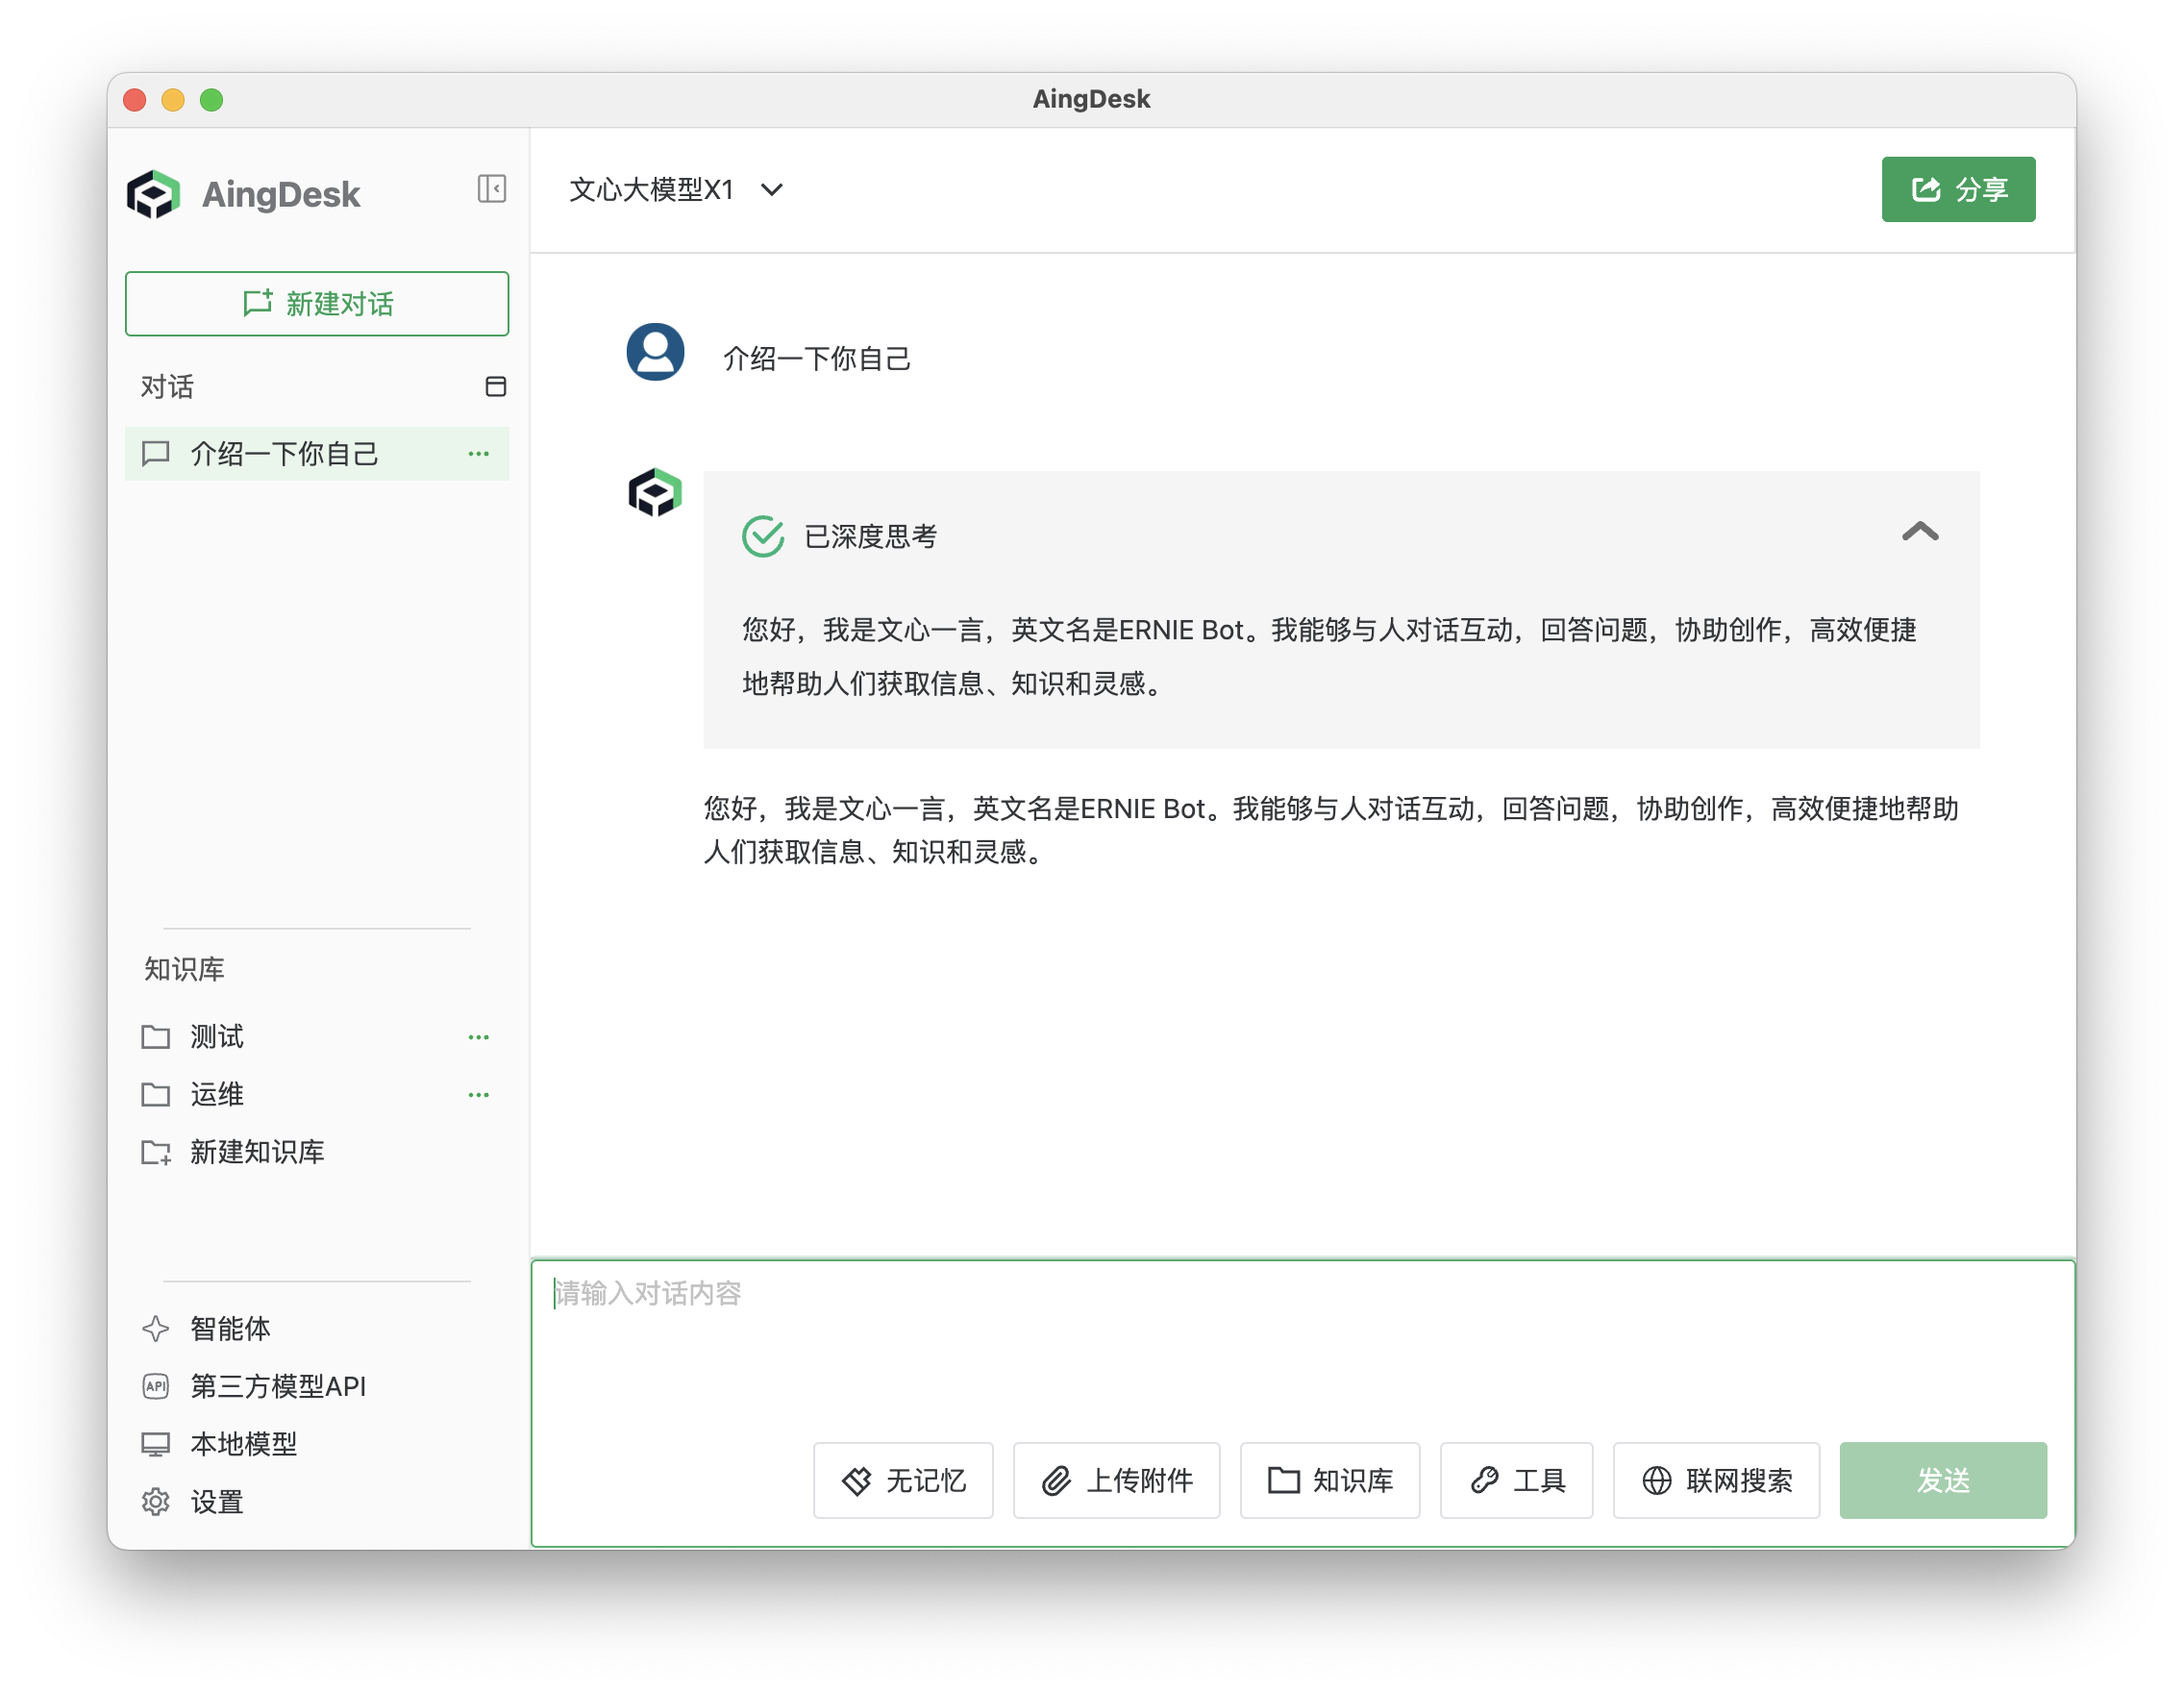 AingDesk
AingDesk
新建对话
对话
介绍一下你自己
知识库
测试
运维
新建知识库
智能体
API
第三方模型API
本地模型
设置
文心大模型X1
分享
介绍一下你自己
已深度思考
您好，我是文心一言，英文名是ERNIE Bot。我能够与人对话互动，回答问题，协助创作，高效便捷
地帮助人们获取信息、知识和灵感。
您好，我是文心一言，英文名是ERNIE Bot。我能够与人对话互动，回答问题，协助创作，高效便捷地帮助
人们获取信息、知识和灵感。
请输入对话内容
无记忆
上传附件
知识库
工具
联网搜索
发送